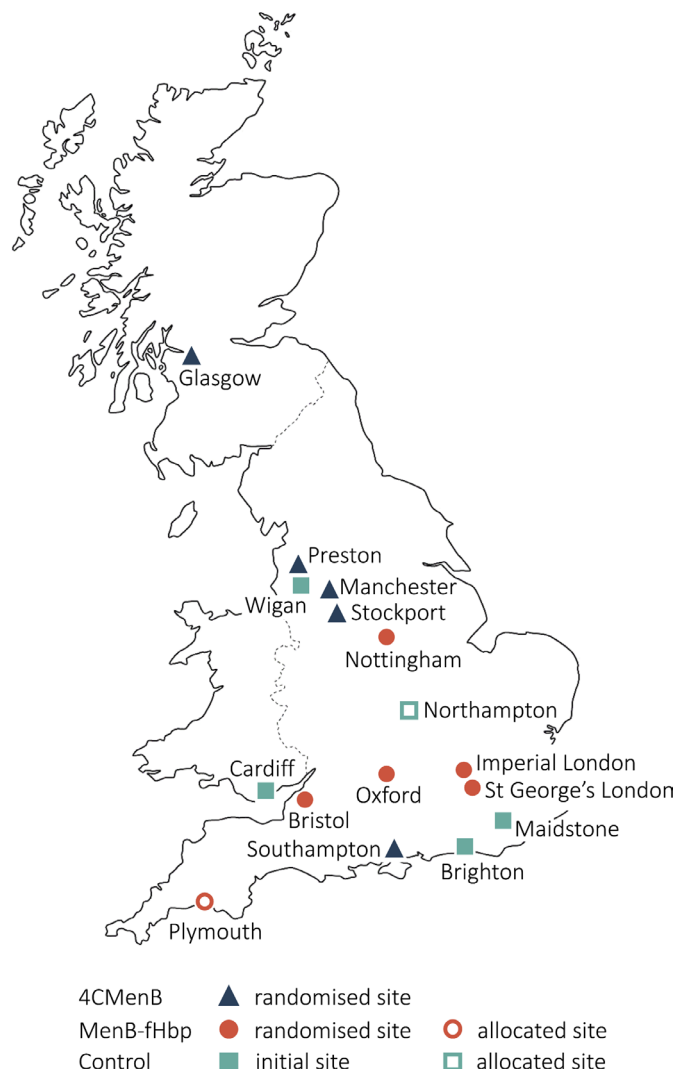 Glasgow
Preston
Manchester
Wigan
Stockport
Nottingham
Northampton
Imperial London
Cardiff
St George's London
Oxford
Bristol
Maidstone
Southampton
Brighton
Plymouth
4CMenB randomised site
MenB-fHbp randomised site allocated site
Control initial site allocated site